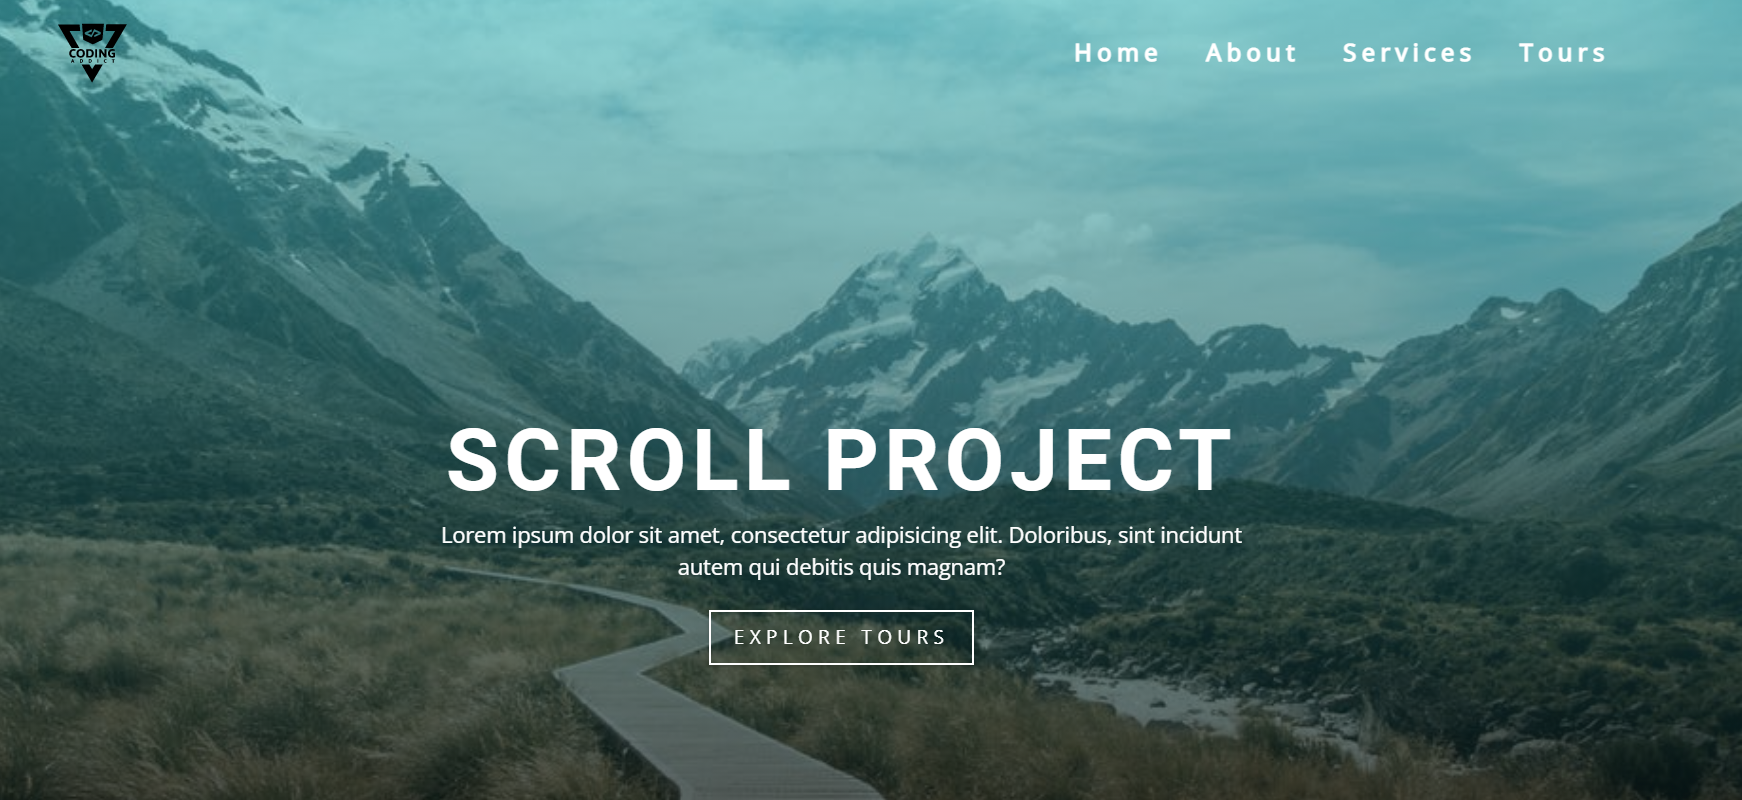 </>
CODING
ADDICT
Home About Services Tours
SCROLL PROJECT
Lorem ipsum dolor sit amet, consectetur adipisicing elit. Doloribus, sint incidunt
autem qui debitis quis magnam?
EXPLORE TOURS